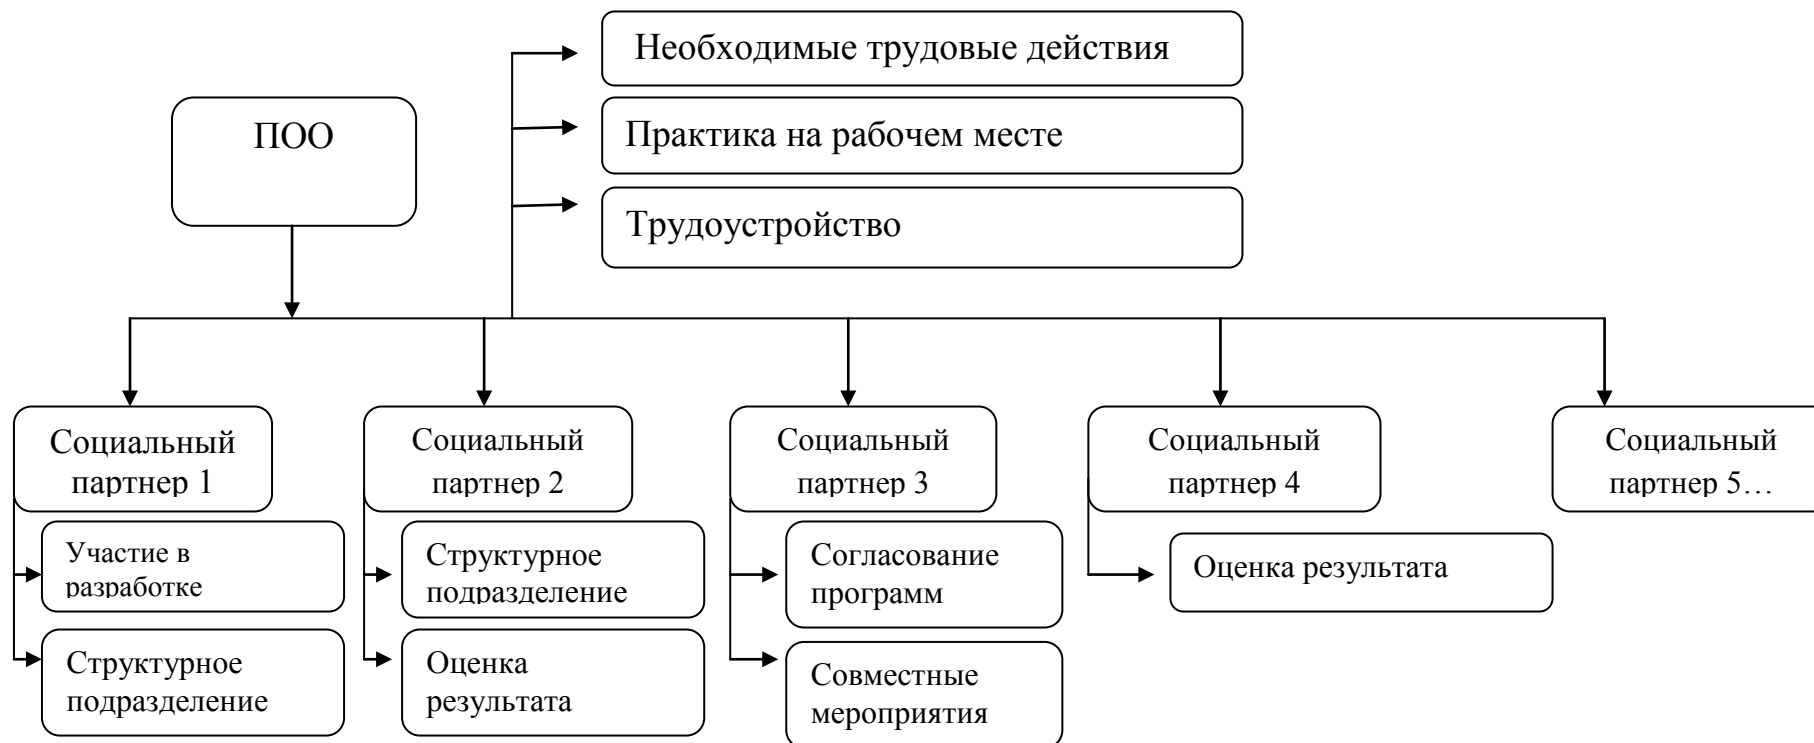 Необходимые трудовые действия
ПОО
Практика на рабочем месте
Трудоустройство
Социальный
партнер 1
Социальный
партнер 2
Социальный
партнер 3
Социальный
партнер 4
Социальный
партнер 5…
Участие в
разработке
Структурное
подразделение
Структурное
подразделение
Оценка
результата
Согласование
программ
Совместные
мероприятия
Оценка результата